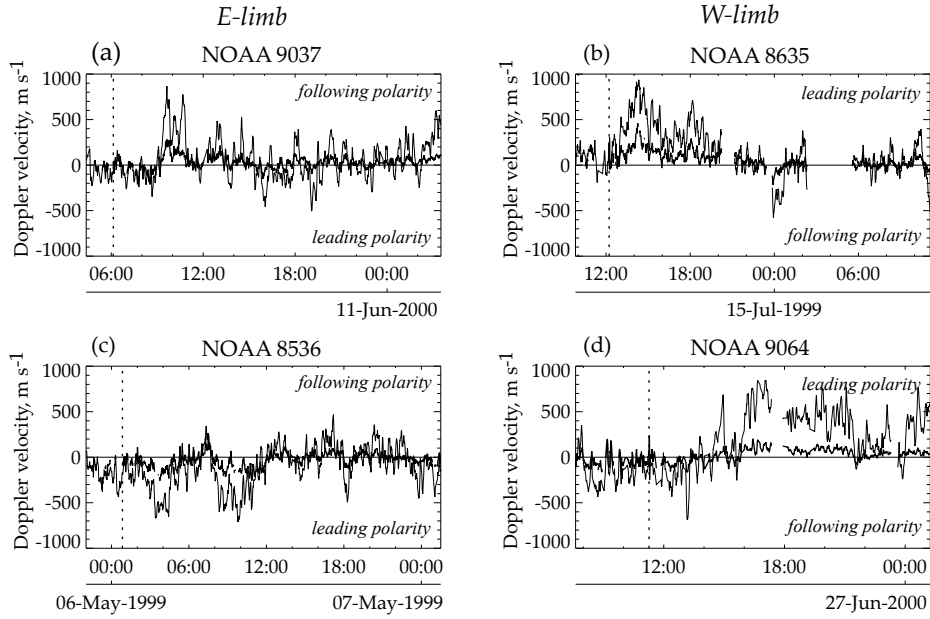 E-limb
W-limb
(a)
NOAA 9037
Doppler velocity, m s-1
1000
500
0
-500
-1000
following polarity
leading polarity
06:00 12:00 18:00 00:00
11-Jun-2000
(b)
NOAA 8635
Doppler velocity, m s-1
1000
500
0
-500
-1000
leading polarity
following polarity
12:00 18:00 00:00 06:00
15-Jul-1999
(c)
NOAA 8536
Doppler velocity, m s-1
1000
500
0
-500
-1000
following polarity
leading polarity
00:00 06:00 12:00 18:00 00:00
06-May-1999 07-May-1999
(d)
NOAA 9064
Doppler velocity, m s-1
1000
500
0
-500
-1000
leading polarity
following polarity
12:00 18:00 00:00
27-Jun-2000